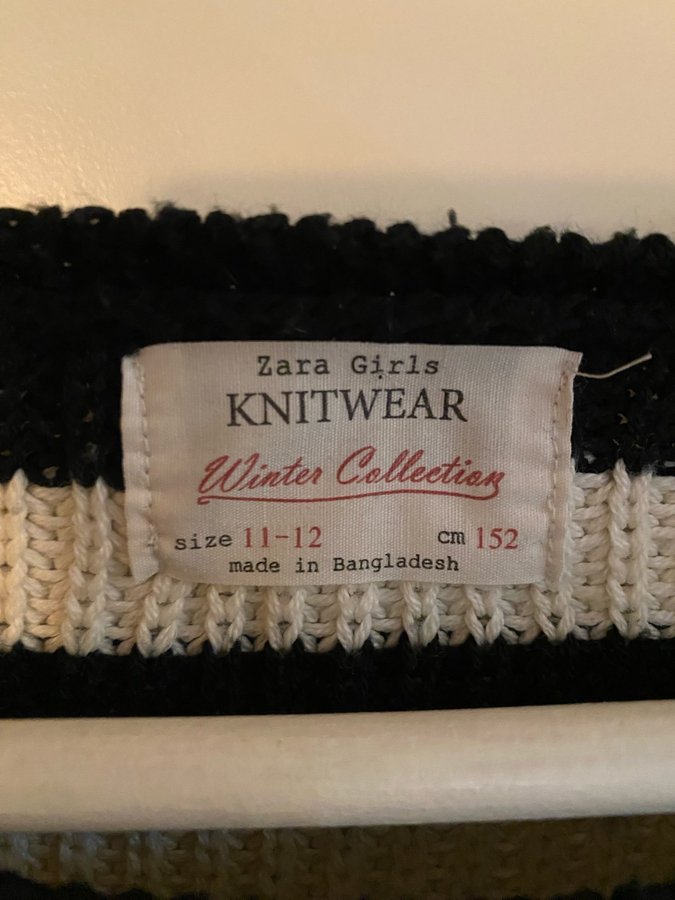 Zara Girls
KNITWEAR
Winter Collection
size 11-12 cm 152
made in Bangladesh